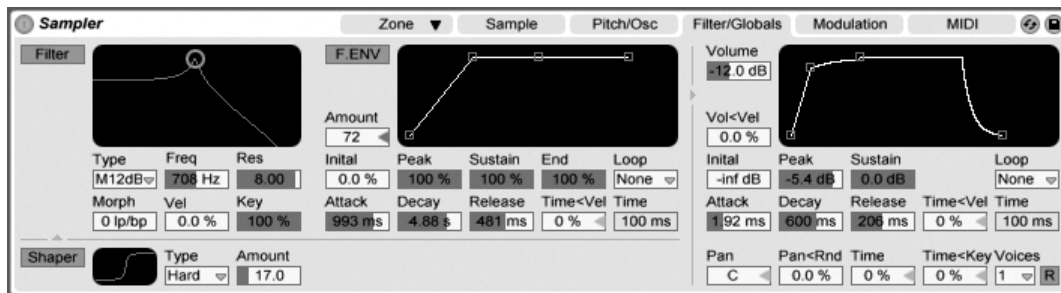 Sampler Zone ▼ Sample Pitch/Osc Filter/Globals Modulation MIDI
Filter F.ENV Volume
-12.0 dB
Amount Vol<Vel
72 0.0 %
Type Freq Res Inital Peak Sustain End Loop Inital Peak Sustain Loop
M12dB 708 Hz 8.00 0.0 % 100 % 100 % 100 % None -inf dB -5.4 dB 0.0 dB None
Morph Vel Key Attack Decay Release Time<Vel Time Attack Decay Release Time<Vel Time
0 lp/bp 0.0 % 100 % 993 ms 4.88 s 481 ms 0 % 100 ms 1.92 ms 600 ms 206 ms 0 % 100 ms
Shaper Type Amount Pan Pan<Rnd Time Time<Key Voices
Hard 17.0 C 0.0 % 0 % 0 % 1 R